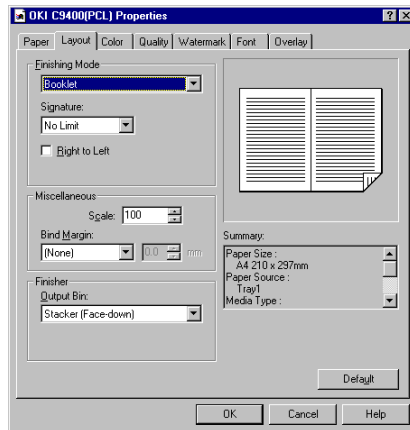 OKI C9400(PCL) Properties
Paper Layout Color Quality Watermark Font Overlay
Finishing Mode
Booklet
Signature:
No Limit
Right to Left
Miscellaneous
Scale: 100
Bind Margin:
(None) 0.0 mm
Finisher
Output Bin:
Stacker (Face-down)
Summary:
Paper Size :
A4 210 x 297mm
Paper Source :
Tray1
Media Type :
Default
OK Cancel Help